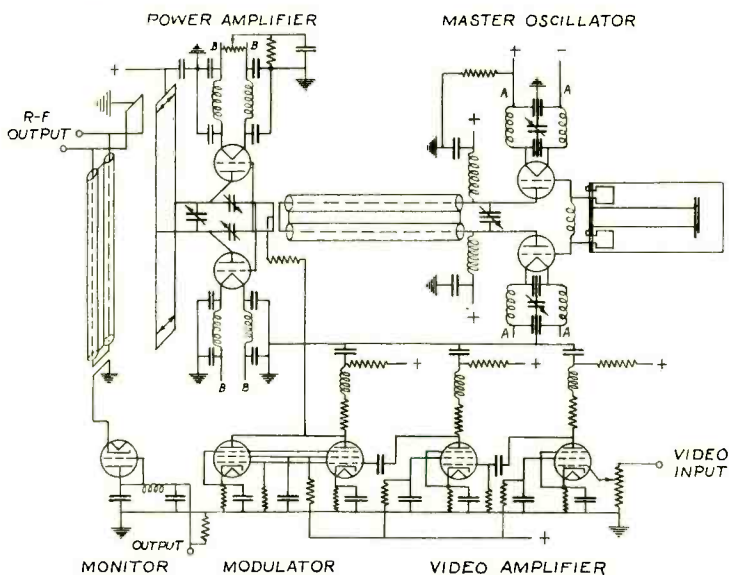 POWER AMPLIFIER
MASTER OSCILLATOR
B B
+ -
+
A A
+
R-F
OUTPUT
+
A A
B B
+ + +
VIDEO
INPUT
+
OUTPUT
MONITOR
MODULATOR
VIDEO AMPLIFIER